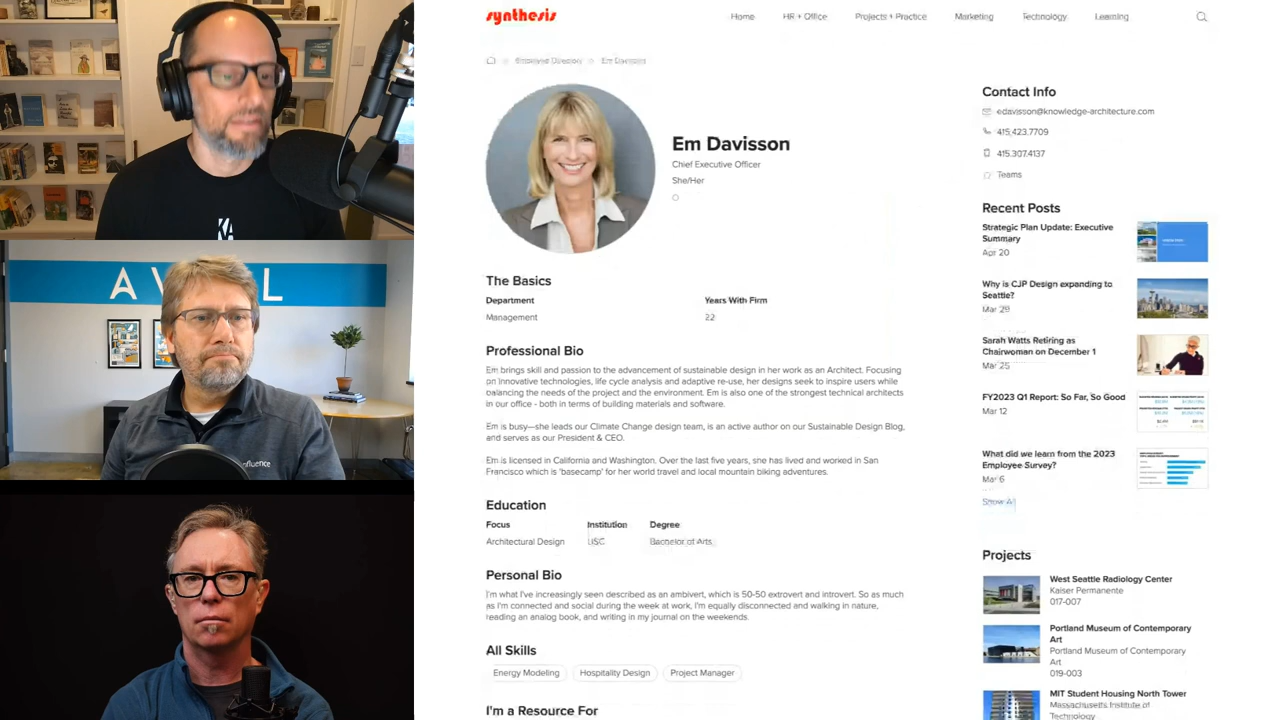 synthesis
Home
HR + Office
Projects + Practice
Marketing
Technology
Learning
Employee Directory
Em Davisson
Em Davisson
Chief Executive Officer
She/Her
The Basics
Department
Years With Firm
Management
22
Professional Bio
Em brings skill and passion to the advancement of sustainable design in her work as an Architect. Focusing
on innovative technologies, life cycle analysis and adaptive re-use, her designs seek to inspire users while
balancing the needs of the project and the environment. Em is also one of the strongest technical architects
in our office - both in terms of building materials and software.
Em is busy—she leads our Climate Change design team, is an active author on our Sustainable Design Blog,
and serves as our President & CEO.
Em is licensed in California and Washington. Over the last five years, she has lived and worked in San
Francisco which is 'basecamp' for her world travel and local mountain biking adventures.
Education
Focus
Institution
Degree
Architectural Design
USC
Bachelor of Arts
Personal Bio
I'm what I've increasingly seen described as an ambivert, which is 50-50 extrovert and introvert. So as much
as I'm connected and social during the week at work, I'm equally disconnected and walking in nature,
reading an analog book, and writing in my journal on the weekends.
All Skills
Energy Modeling
Hospitality Design
Project Manager
I'm a Resource For
Contact Info
edavisson@knowledge-architecture.com
415.423.7709
415.307.4137
Teams
Recent Posts
Strategic Plan Update: Executive
Summary
Apr 20
Why is CJP Design expanding to
Seattle?
Mar 29
Sarah Watts Retiring as
Chairwoman on December 1
Mar 25
FY2023 Q1 Report: So Far, So Good
Mar 12
What did we learn from the 2023
Employee Survey?
Mar 6
Show All
Projects
West Seattle Radiology Center
Kaiser Permanente
017-007
Portland Museum of Contemporary
Art
Portland Museum of Contemporary
Art
019-003
MIT Student Housing North Tower
Massachusetts Institute of
Technology
KA
AV L
nfluence